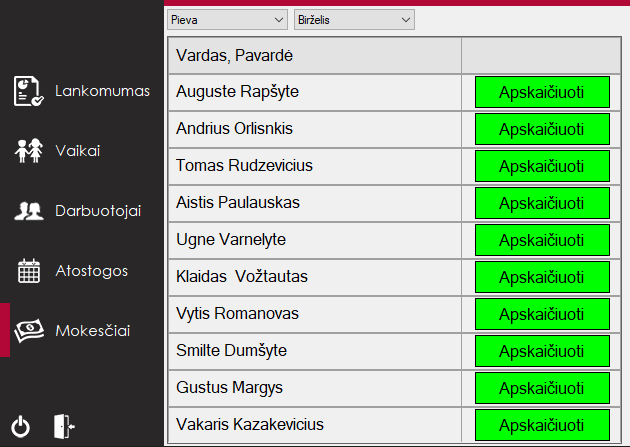 Pieva
Birželis
Lankomumas
Vaikai
Darbuotojai
Atostogos
Mokesčiai
Vardas, Pavardė
Auguste Rapšyte Apskaičiuoti
Andrius Orlisnkis Apskaičiuoti
Tomas Rudzevicius Apskaičiuoti
Aistis Paulauskas Apskaičiuoti
Ugne Varnelyte Apskaičiuoti
Klaidas Vožtautas Apskaičiuoti
Vytis Romanovas Apskaičiuoti
Smilte Dumšyte Apskaičiuoti
Gustus Margys Apskaičiuoti
Vakaris Kazakevicius Apskaičiuoti